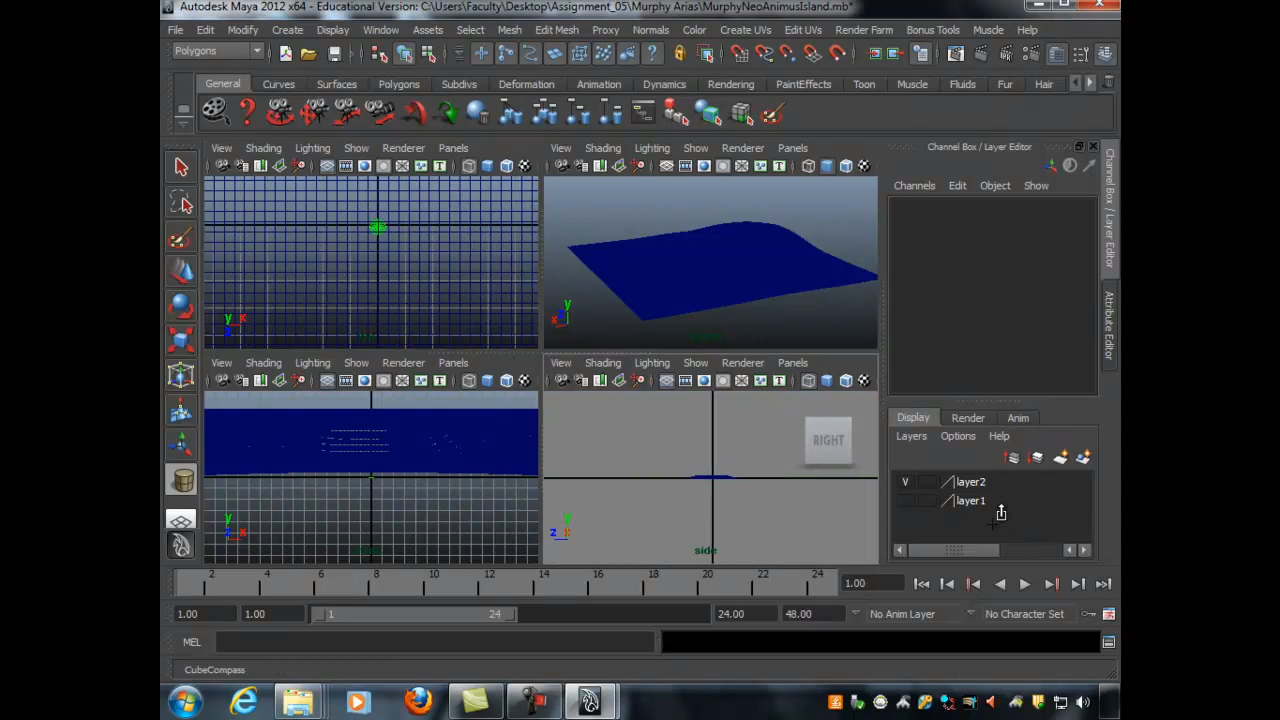 Autodesk Maya 2012 x64 - Educational Version: C:\Users\Faculty\Desktop\Assignment_05\Murphy Arias\MurphyNeoAnimusIsland.mb*
File Edit Modify Create Display Window Assets Select Mesh Edit Mesh Proxy Normals Color Create UVs Edit UVs Render Farm Bonus Tools Muscle Help
Polygons
General Curves Surfaces Polygons Subdivs Deformation Animation Dynamics Rendering PaintEffects Toon Muscle Fluids Fur Hair
View Shading Lighting Show Renderer Panels
View Shading Lighting Show Renderer Panels
Channel Box / Layer Editor
Channels Edit Object Show
Channel Box / Layer Editor
Attribute Editor
y x
y x
View Shading Lighting Show Renderer Panels
View Shading Lighting Show Renderer Panels
RIGHT
y x
y z
side
Display Render Anim
Layers Options Help
V layer2
layer1
2 4 6 8 10 12 14 16 18 20 22 24
1.00
1.00 1.00 1 24 24.00 48.00 No Anim Layer No Character Set
MEL
CubeCompass